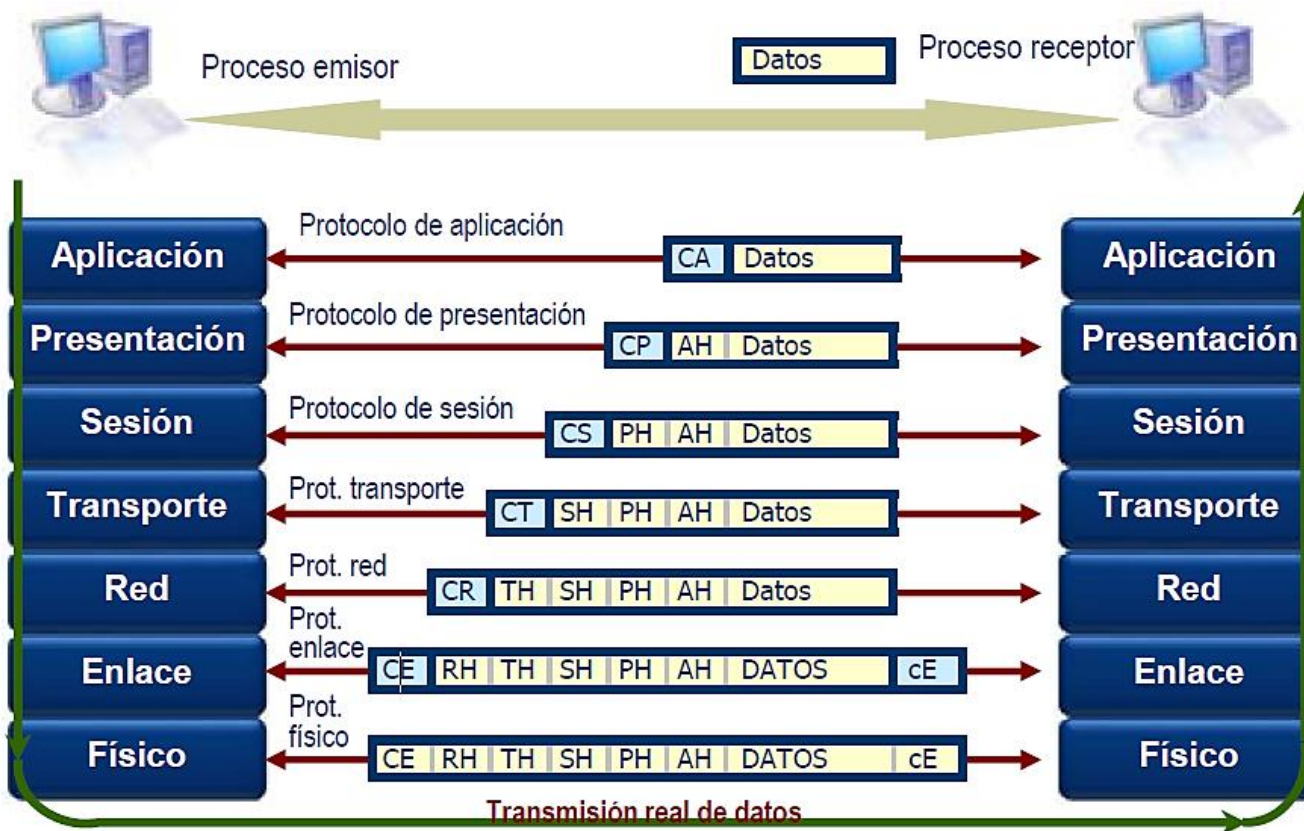 Proceso emisor
Datos
Proceso receptor
Protocolo de aplicación
Aplicación
CA Datos
Aplicación
Protocolo de presentación
Presentación
CP AH Datos
Presentación
Protocolo de sesión
Sesión
CS PH AH Datos
Sesión
Prot. transporte
Transporte
CT SH PH AH Datos
Transporte
Prot. red
Red
CR TH SH PH AH Datos
Red
Prot.
enlace
Enlace
CE RH TH SH PH AH DATOS cE
Enlace
Prot.
físico
Físico
CE RH TH SH PH AH DATOS cE
Físico
Transmisión real de datos